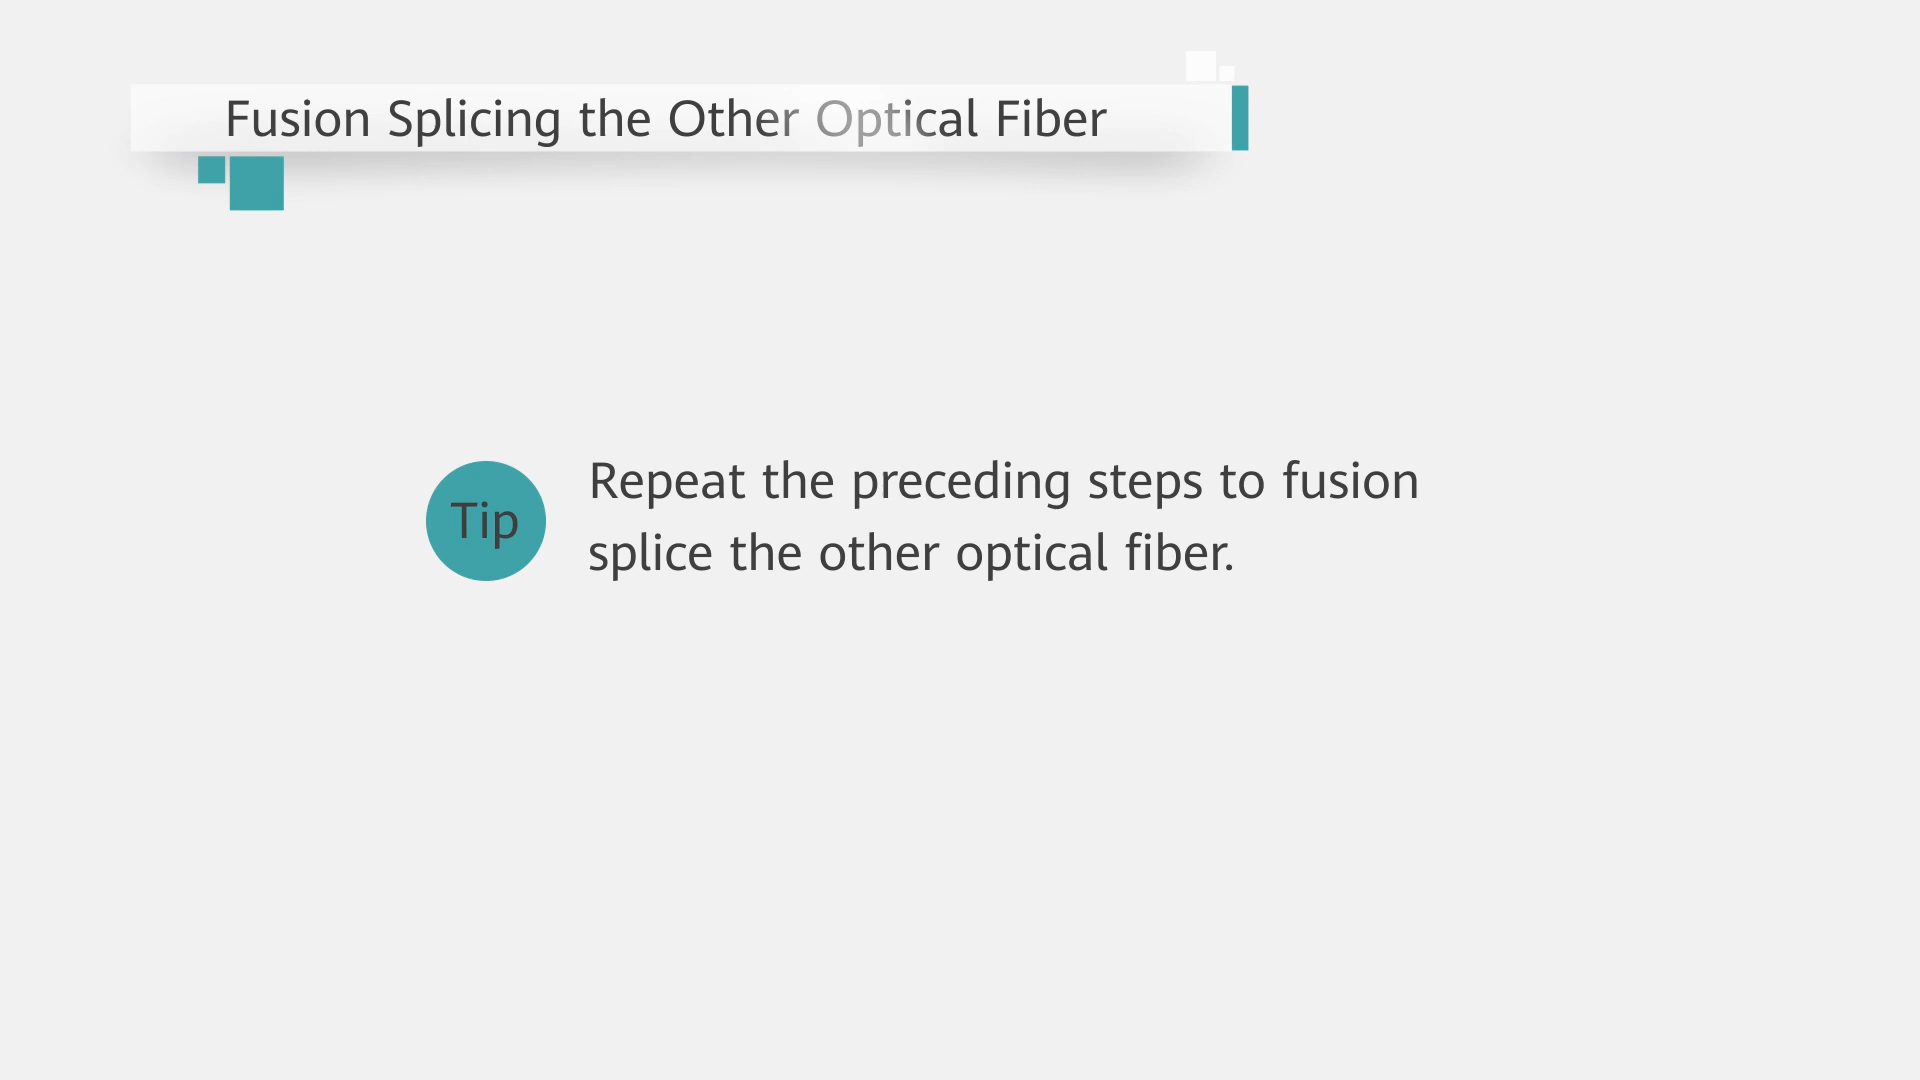 Fusion Splicing the Other Optical Fiber
Tip
Repeat the preceding steps to fusion
splice the other optical fiber.